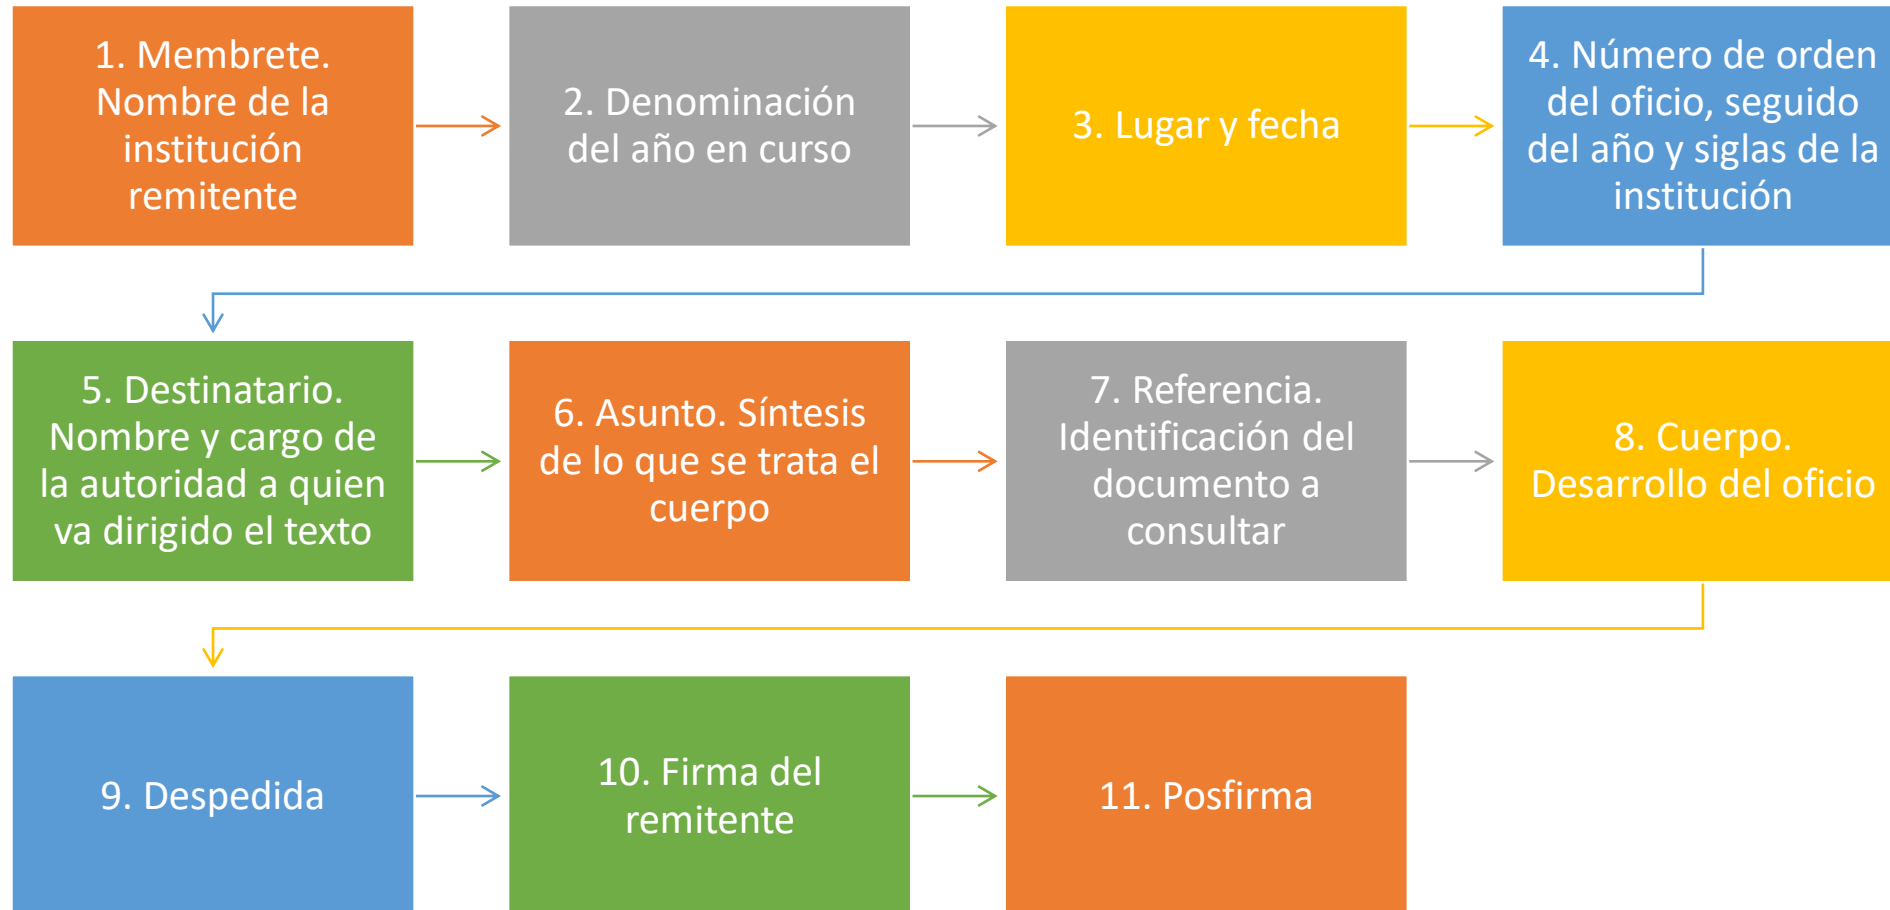 1. Membrete.
Nombre de la
institución
remitente
2. Denominación
del año en curso
3. Lugar y fecha
4. Número de orden
del oficio, seguido
del año y siglas de la
institución
5. Destinatario.
Nombre y cargo de
la autoridad a quien
va dirigido el texto
6. Asunto. Síntesis
de lo que se trata el
cuerpo
7. Referencia.
Identificación del
documento a
consultar
8. Cuerpo.
Desarrollo del oficio
9. Despedida
10. Firma del
remitente
11. Posfirma